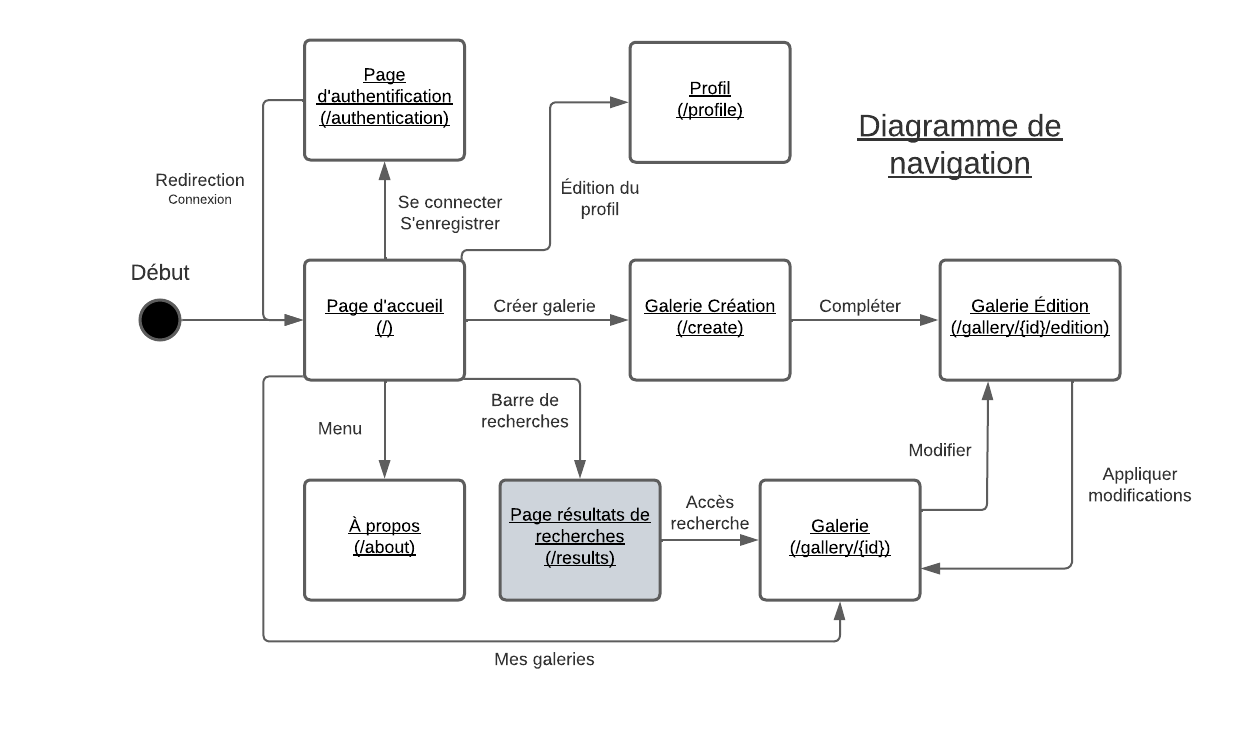 Page
d'authentification
(/authentication)
Profil
(/profile)
Diagramme de
navigation
Redirection
Connexion
Se connecter
S'enregistrer
Édition du
profil
Début
Page d'accueil
(/)
Créer galerie
Galerie Création
(/create)
Compléter
Galerie Édition
(/gallery/{id}/edition)
Menu
Barre de
recherches
Modifier
Appliquer
modifications
À propos
(/about)
Page résultats de
recherches
(/results)
Accès
recherche
Galerie
(/gallery/{id})
Mes galeries